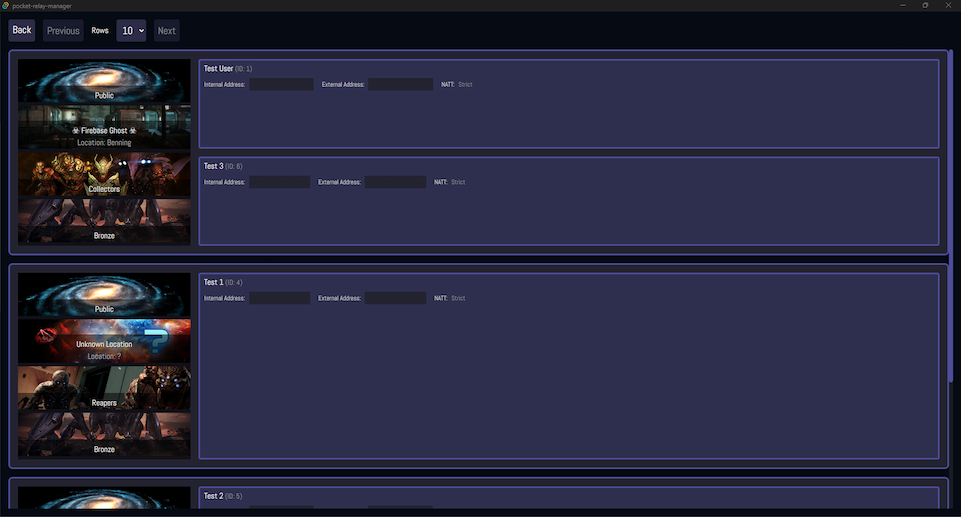 pocket-relay-manager
Back Previous Rows 10 Next
Public
☣ Firebase Ghost ☣
Location: Benning
Collectors
Bronze
Test User (ID: 1)
Internal Address: External Address: NATT: Strict
Test 3 (ID: 6)
Internal Address: External Address: NATT: Strict
Public
Unknown Location
Location: ?
Reapers
Bronze
Test 1 (ID: 4)
Internal Address: External Address: NATT: Strict
Test 2 (ID: 5)